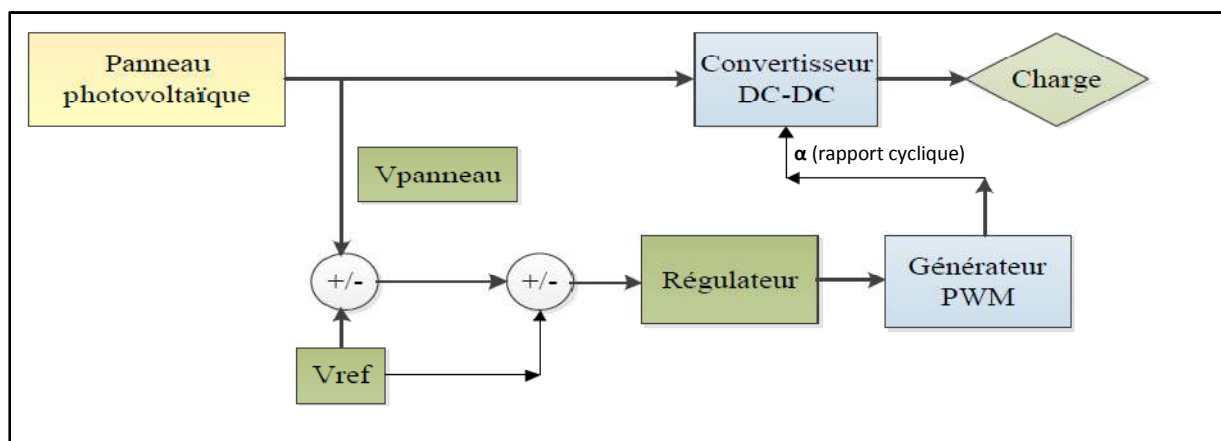 Panneau
photovoltaïque
Convertisseur
DC-DC
Charge
α (rapport cyclique)
Vpanneau
+/-
+/-
Régulateur
Générateur
PWM
Vref